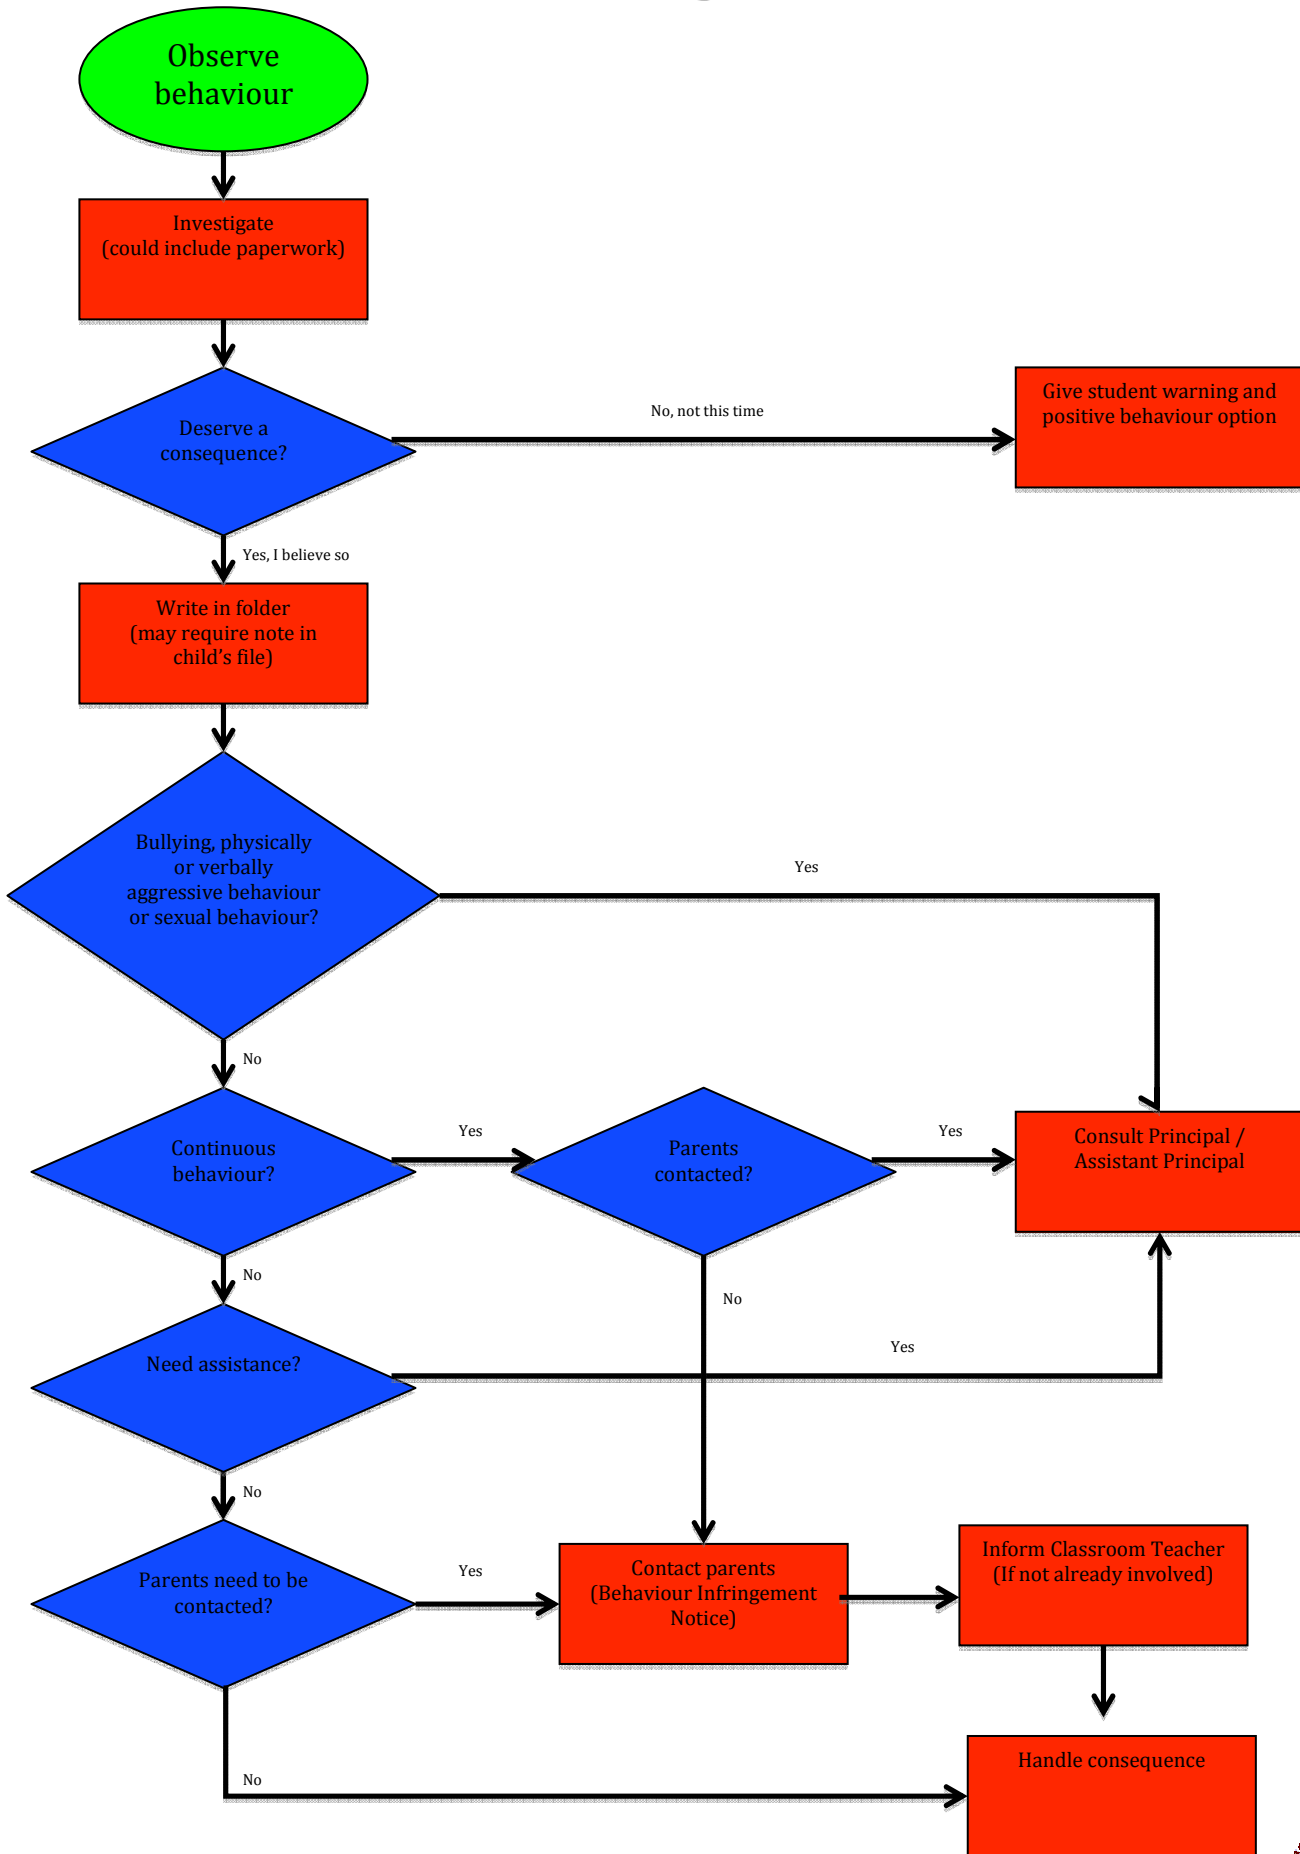 Observe
behaviour
Investigate
(could include paperwork)
Deserve a
consequence?
No, not this time
Give student warning and
positive behaviour option
Yes, I believe so
Write in folder
(may require note in
child's file)
Bullying, physically
or verbally
aggressive behaviour
or sexual behaviour?
Yes
No
Continuous
behaviour?
Yes
Parents
contacted?
Yes
Consult Principal /
Assistant Principal
No
No
Need assistance?
Yes
No
Parents need to be
contacted?
Yes
Contact parents
(Behaviour Infringement
Notice)
Inform Classroom Teacher
(If not already involved)
No
Handle consequence